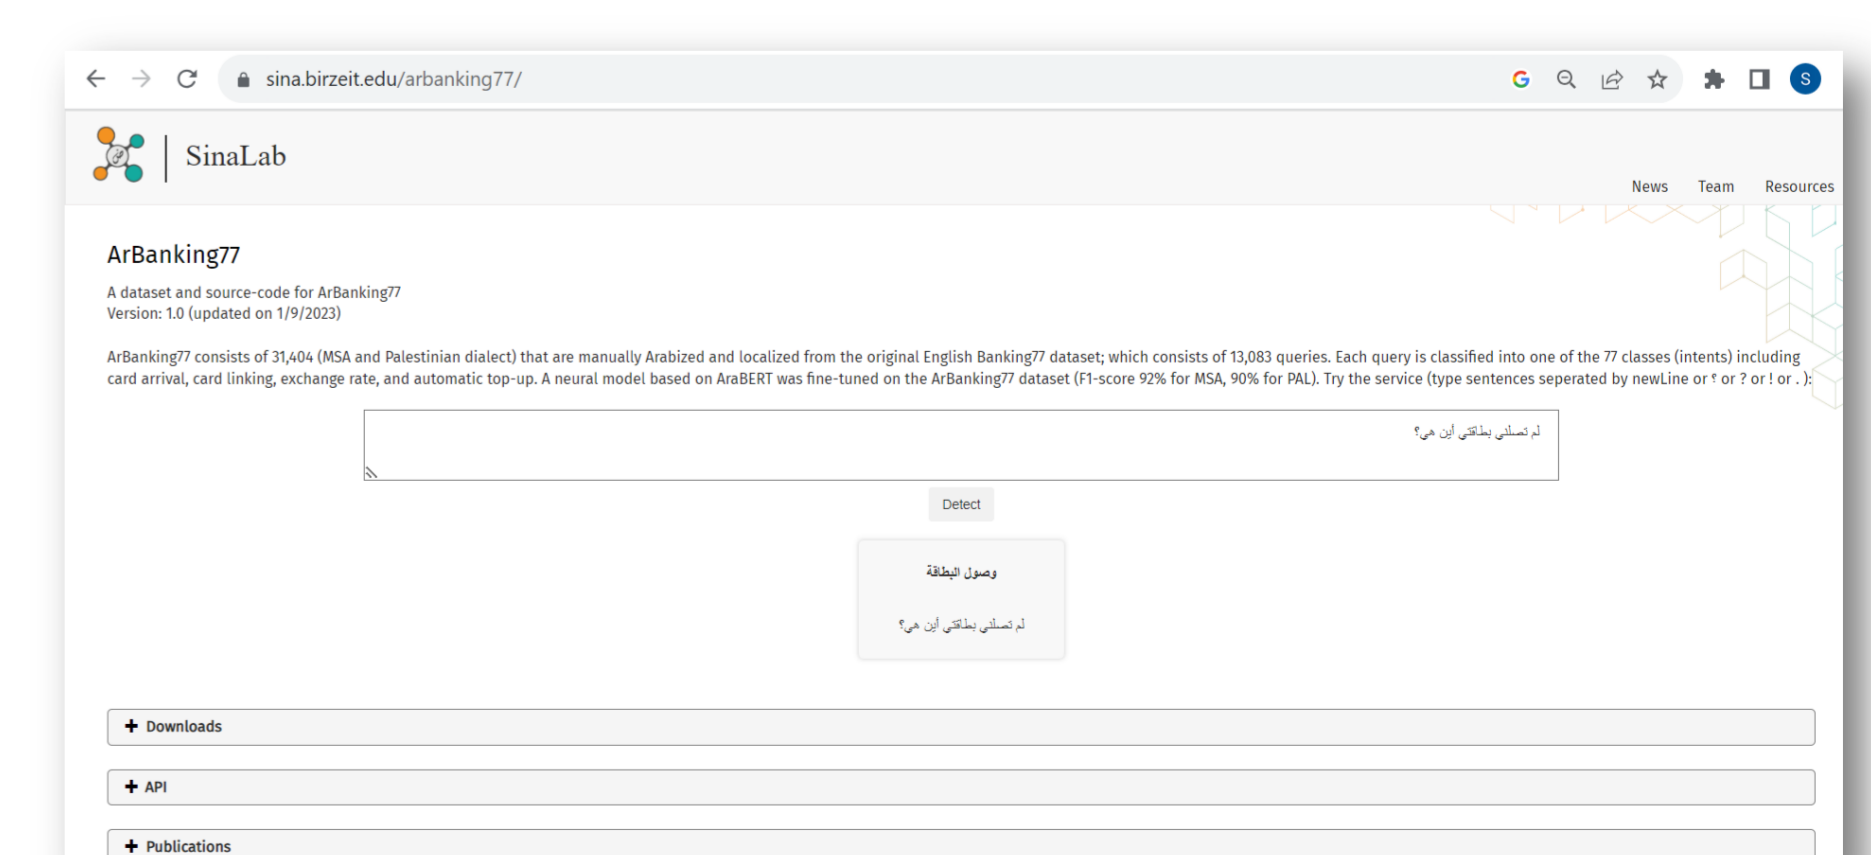 sina.birzeit.edu/arbanking77/
G
S
SinaLab
News Team Resources
ArBanking77
A dataset and source-code for ArBanking77
Version: 1.0 (updated on 1/9/2023)
ArBanking77 consists of 31,404 (MSA and Palestinian dialect) that are manually Arabized and localized from the original English Banking77 dataset; which consists of 13,083 queries. Each query is classified into one of the 77 classes (intents) including
card arrival, card linking, exchange rate, and automatic top-up. A neural model based on AraBERT was fine-tuned on the ArBanking77 dataset (F1-score 92% for MSA, 90% for PAL). Try the service (type sentences seperated by newLine or ؟ or ? or ! or . ):
لم تصلني بطاقتي أين هي؟
Detect
وصول البطاقة
لم تصلني بطاقتي أين هي؟
+ Downloads
+ API
+ Publications